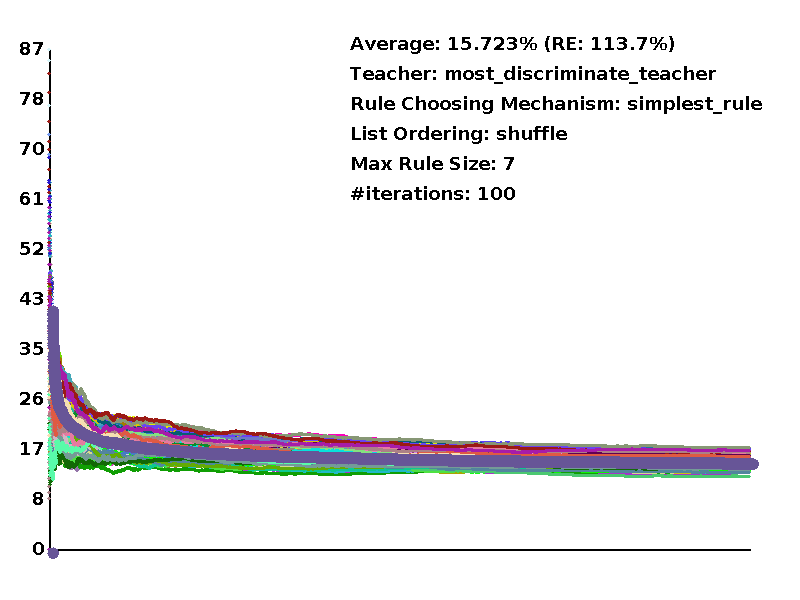 Average: 15.723% (RE: 113.7%)
Teacher: most_discriminate_teacher
Rule Choosing Mechanism: simplest_rule
List Ordering: shuffle
Max Rule Size: 7
#iterations: 100
87
78
70
61
52
43
35
26
17
8
0